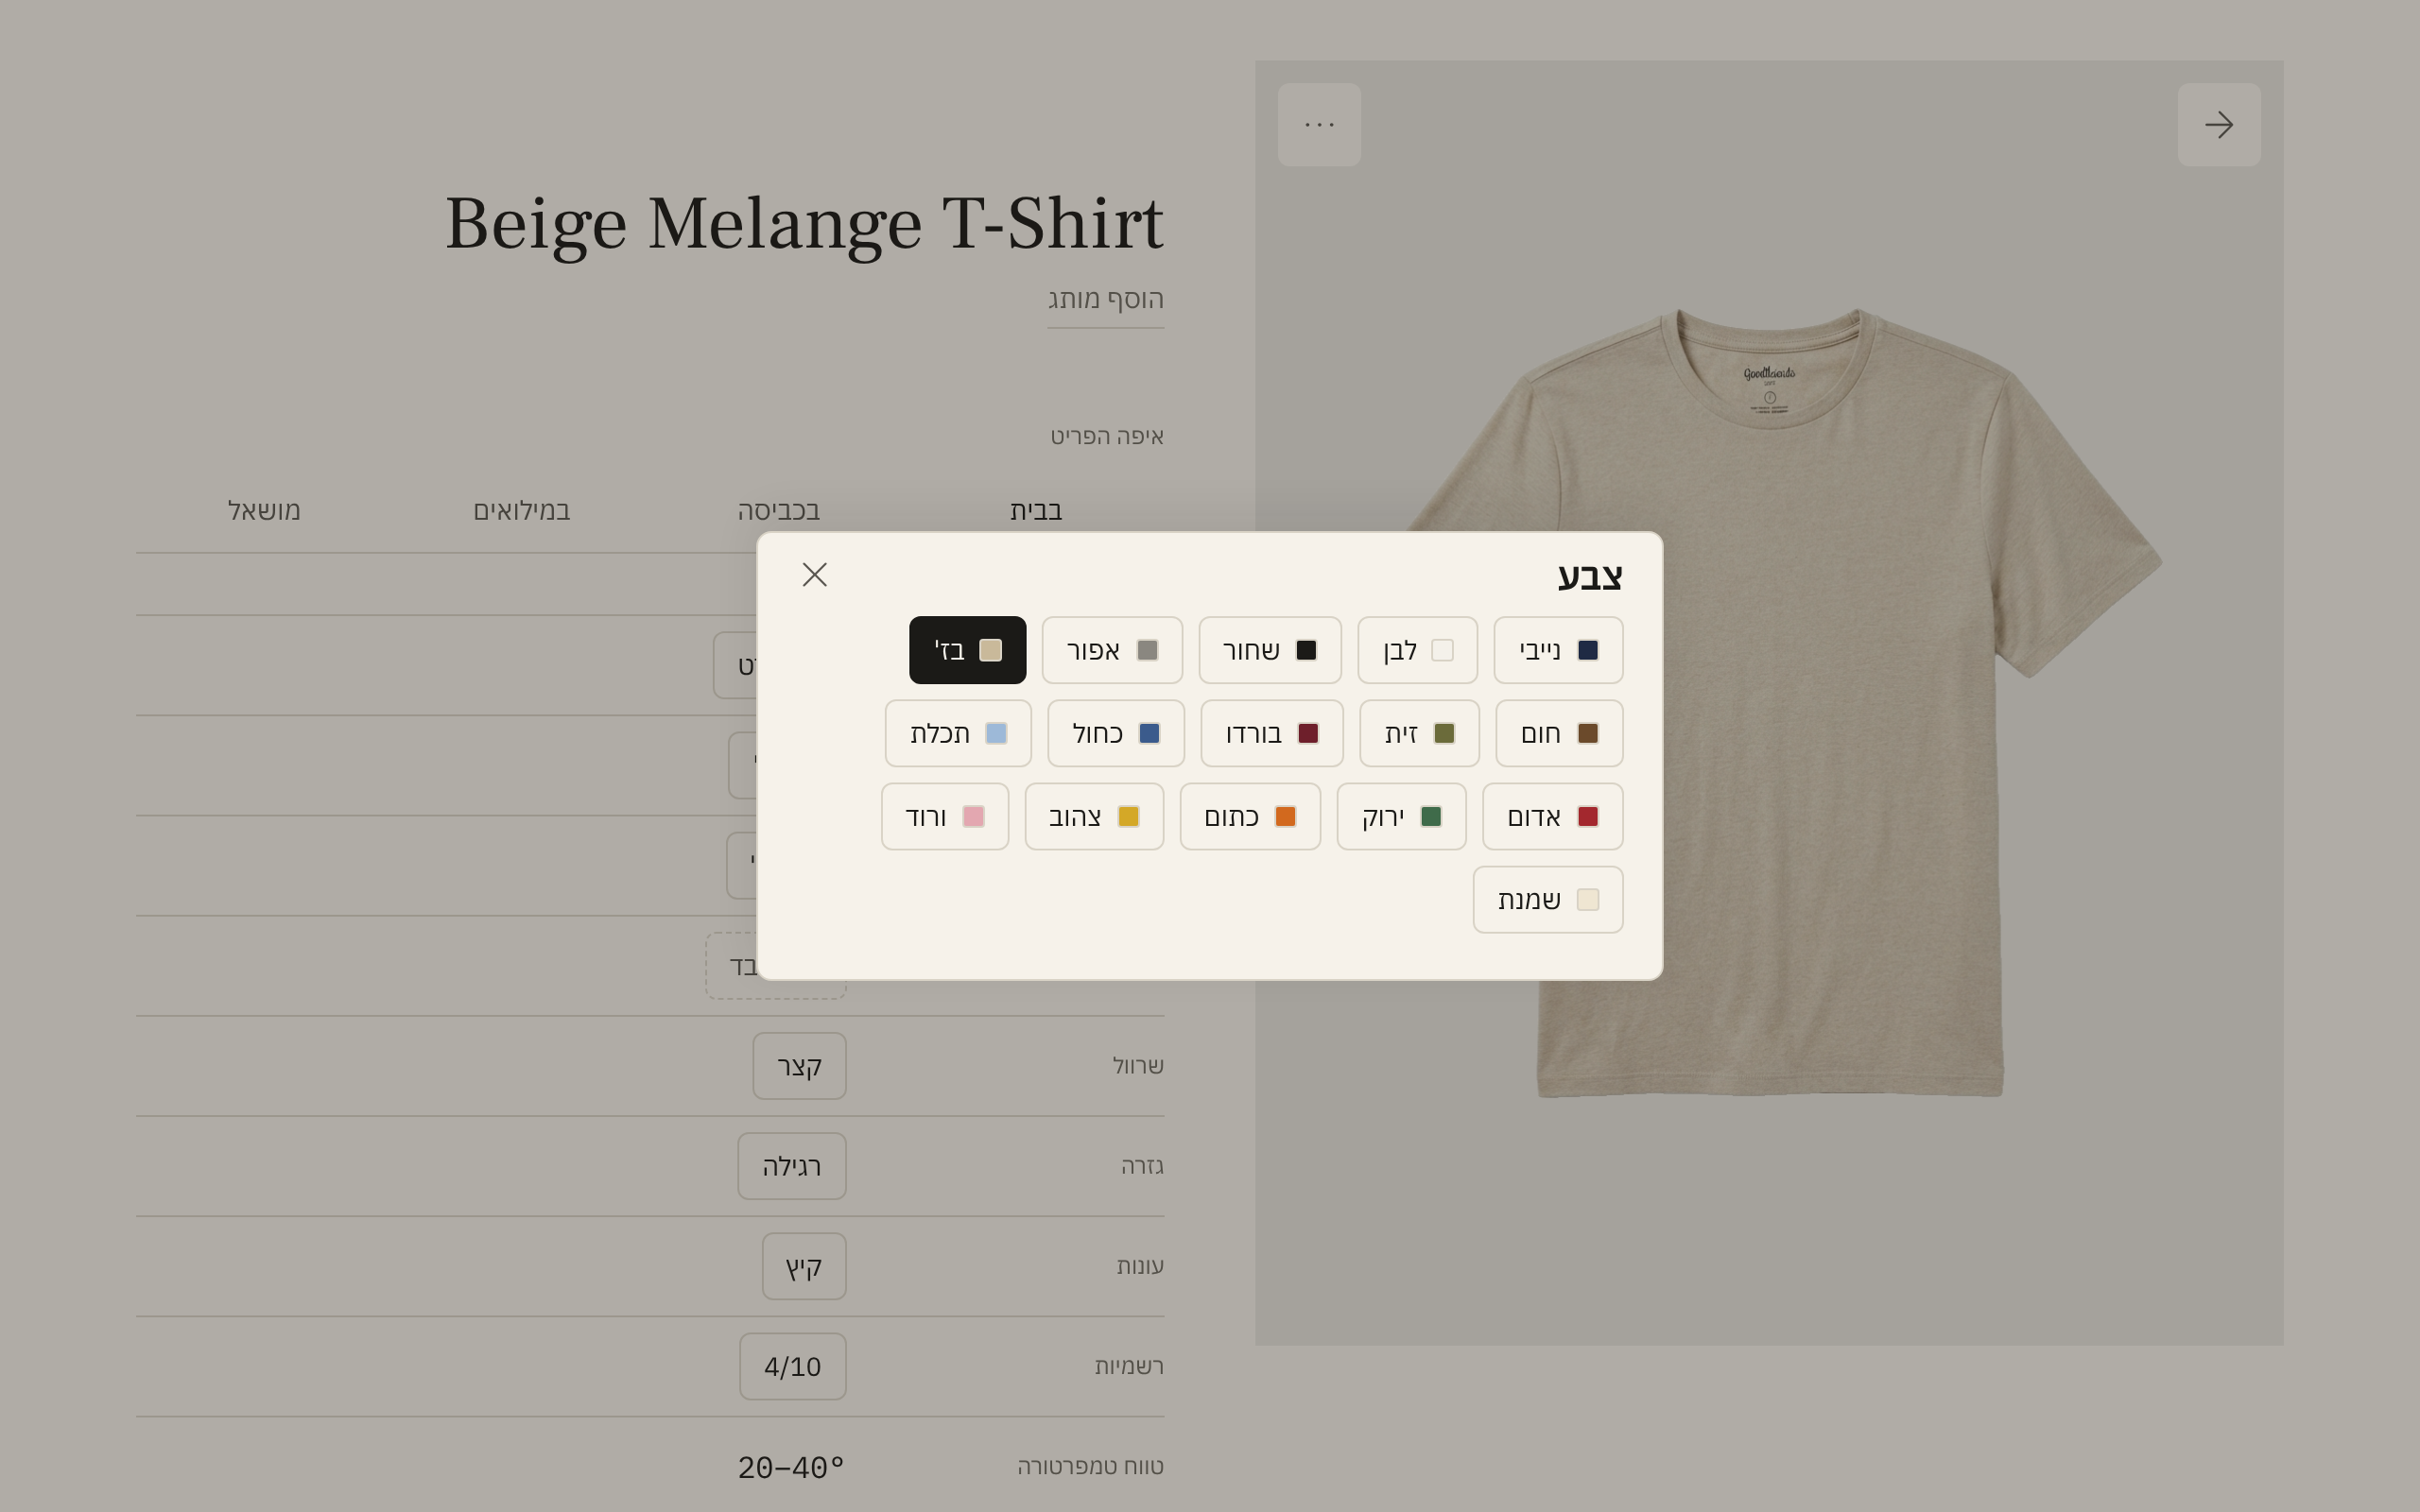 ...
Beige Melange T-Shirt
הוסף מותג
איפה הפריט
בבית
בכביסה
במילואים
מושאל
צבע
נייבי
לבן
שחור
אפור
בז'
חום
זית
בורדו
כחול
תכלת
אדום
ירוק
כתום
צהוב
ורוד
שמנת
שרוול
קצר
גזרה
רגילה
עונות
קיץ
רשמיות
4/10
טווח טמפרטורה
20–40°